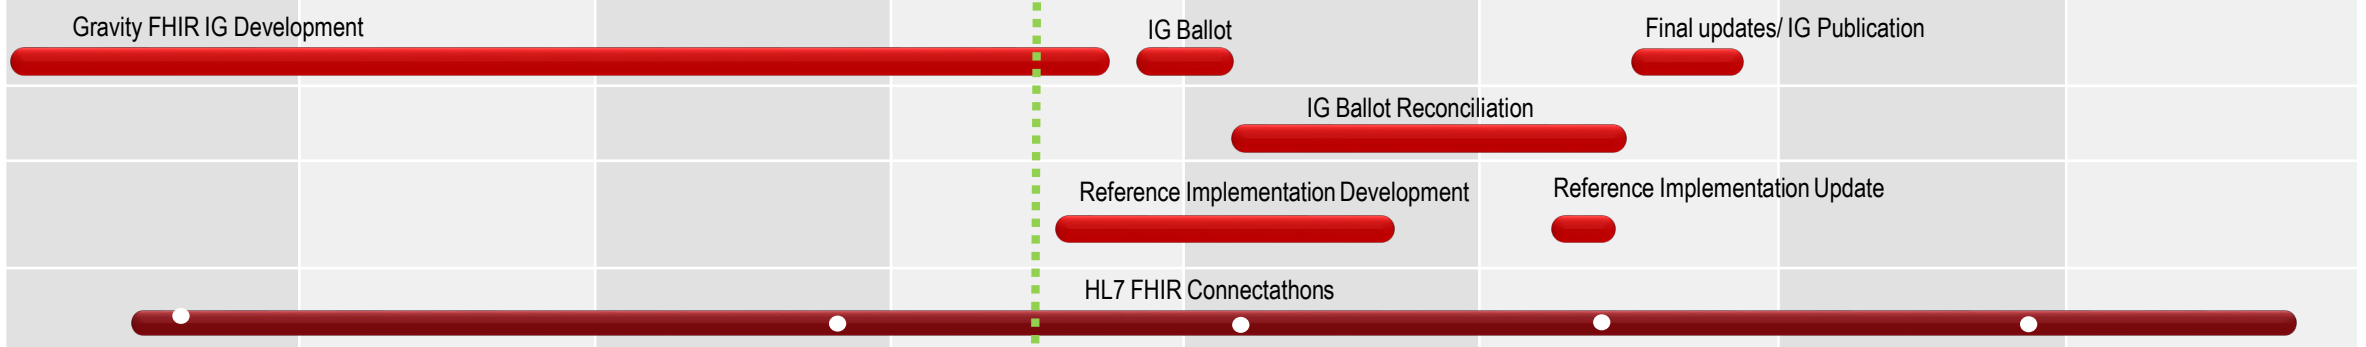 Gravity FHIR IG Development
IG Ballot
Final updates/ IG Publication
IG Ballot Reconciliation
Reference Implementation Development
Reference Implementation Update
HL7 FHIR Connectathons